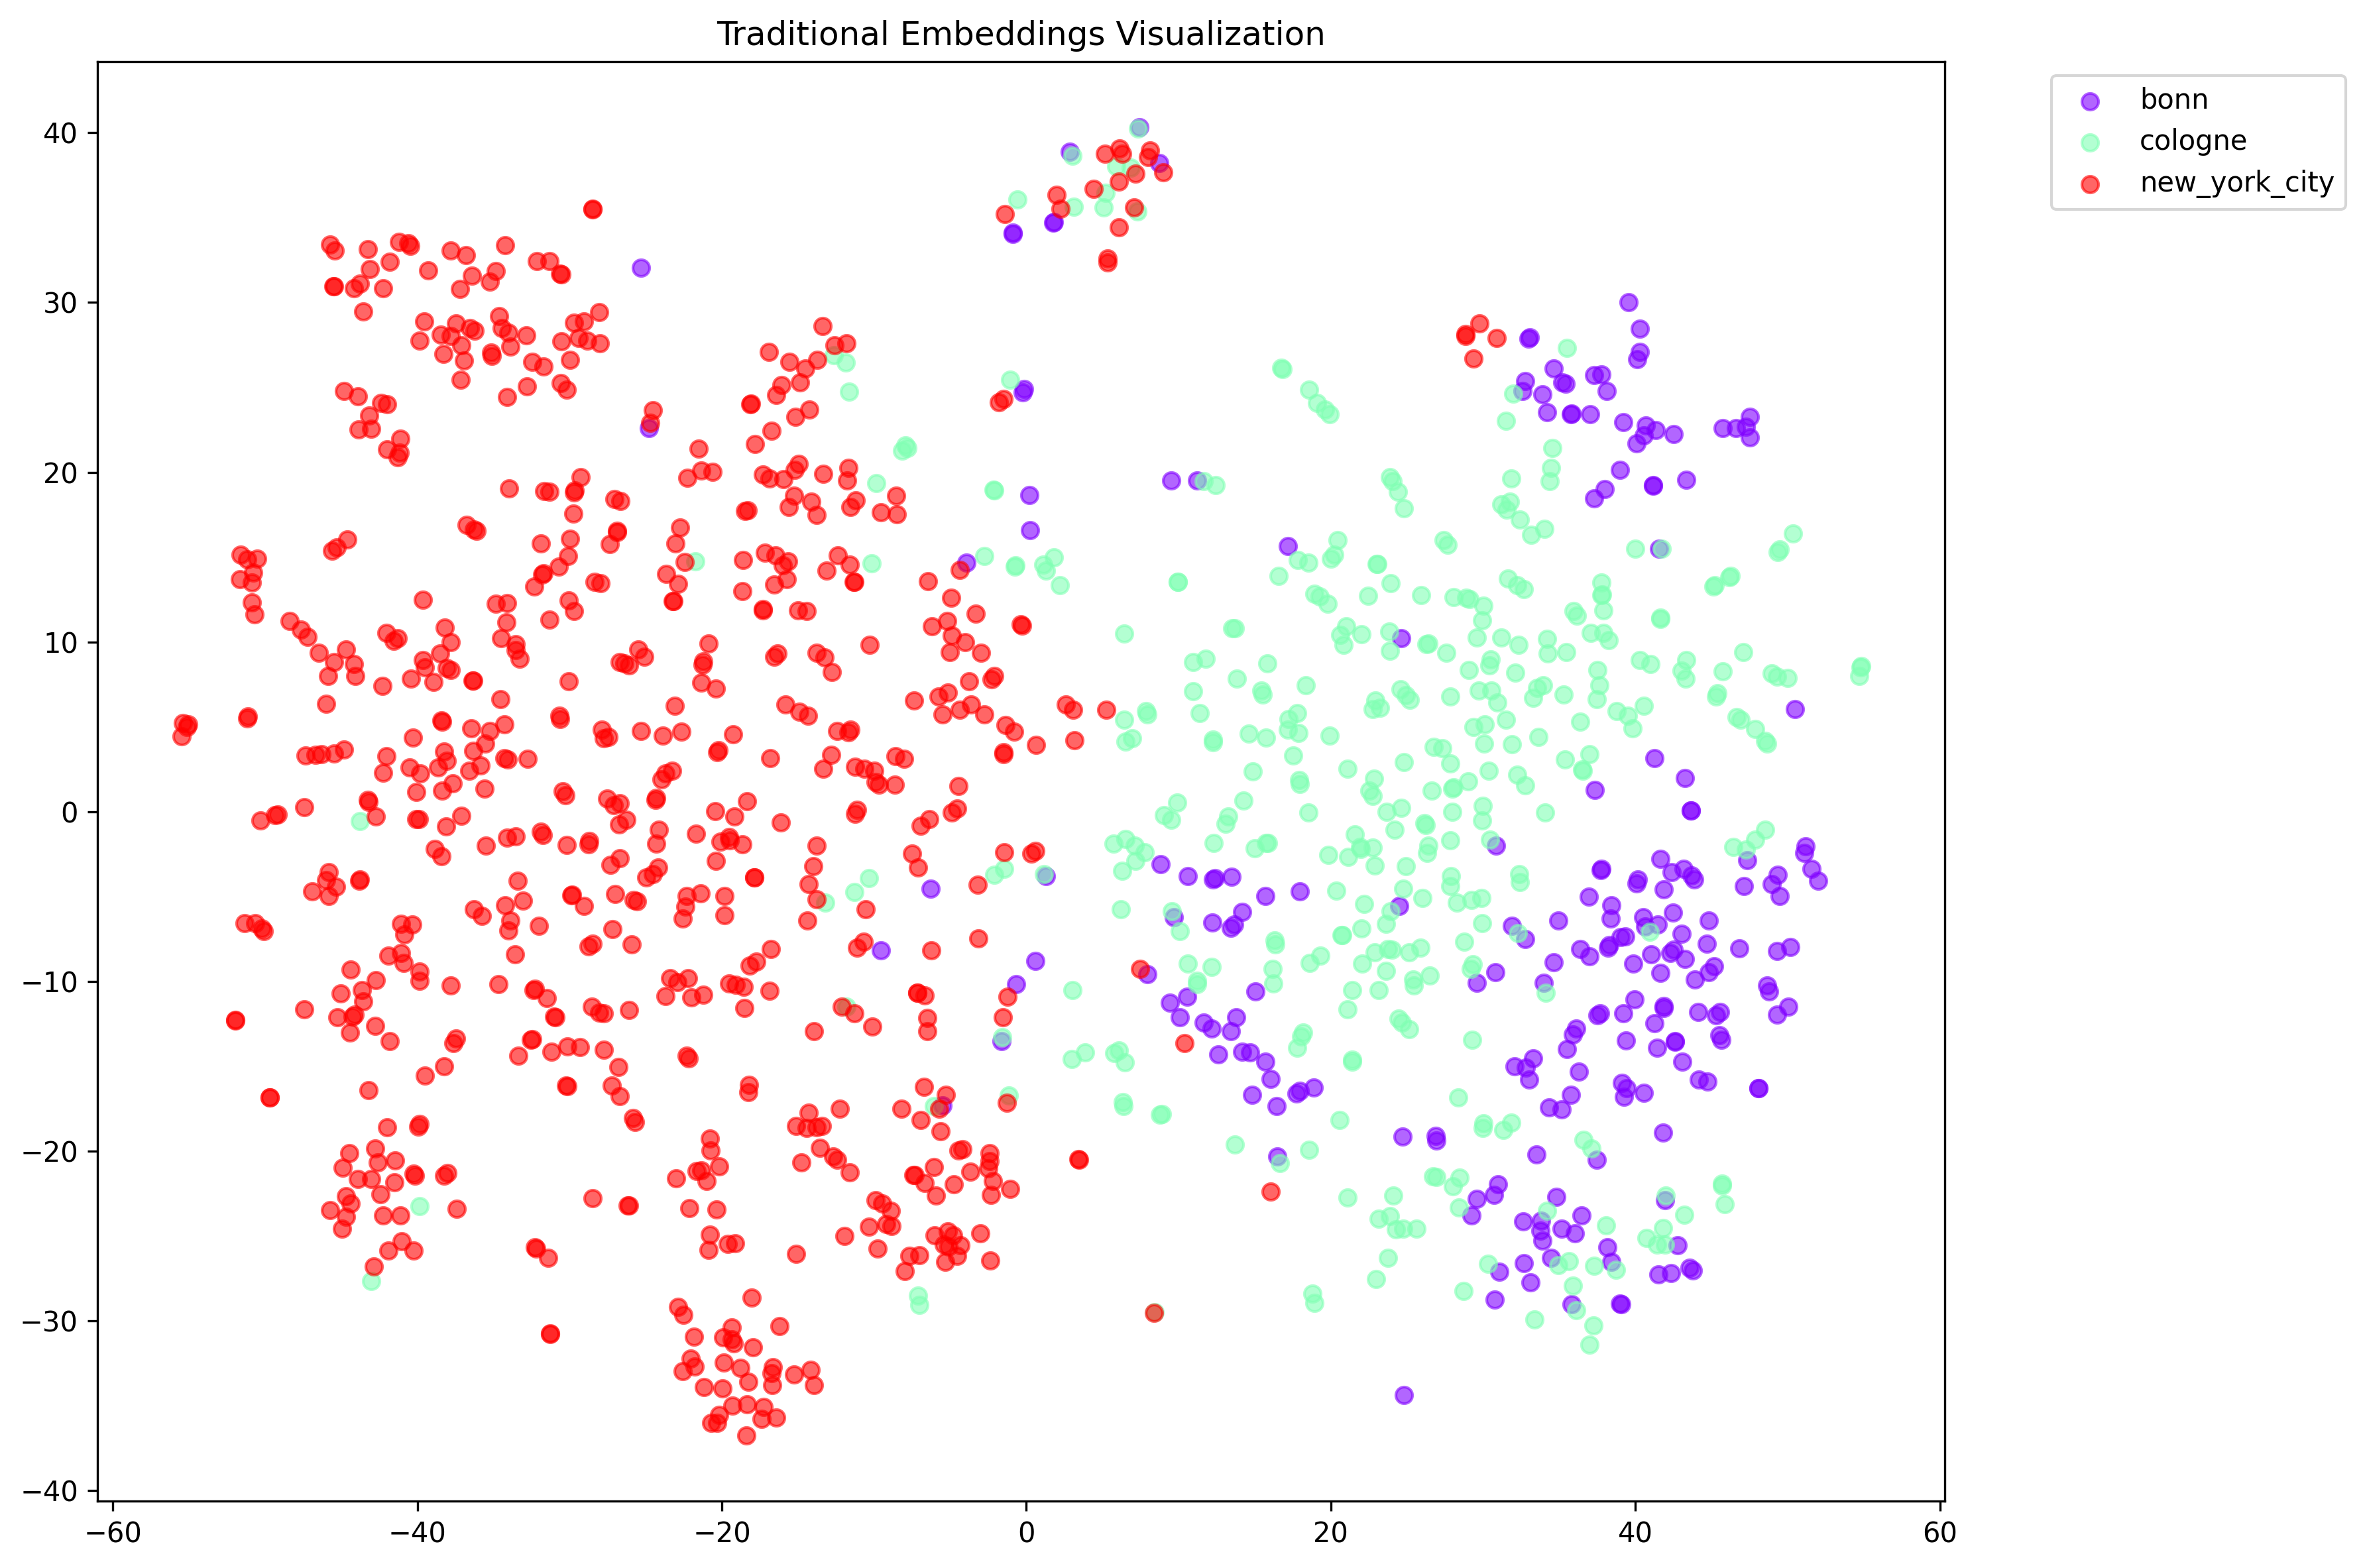 Traditional Embeddings Visualization
bonn
cologne
new_york_city
40
30
20
10
0
−10
−20
−30
−40
−60 −40 −20 0 20 40 60